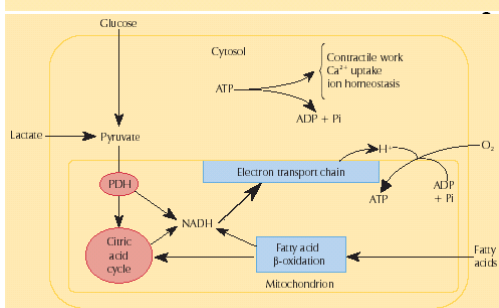 Glucose
Cytosol
Contractile work
Ca²⁺ uptake
ion homeostasis
ATP
ADP + Pi
Lactate
Pyruvate
H⁺
O₂
Electron transport chain
PDH
ATP
ADP
+ Pi
NADH
Citric
acid
cycle
Fatty acid
β-oxidation
Fatty
acids
Mitochondrion